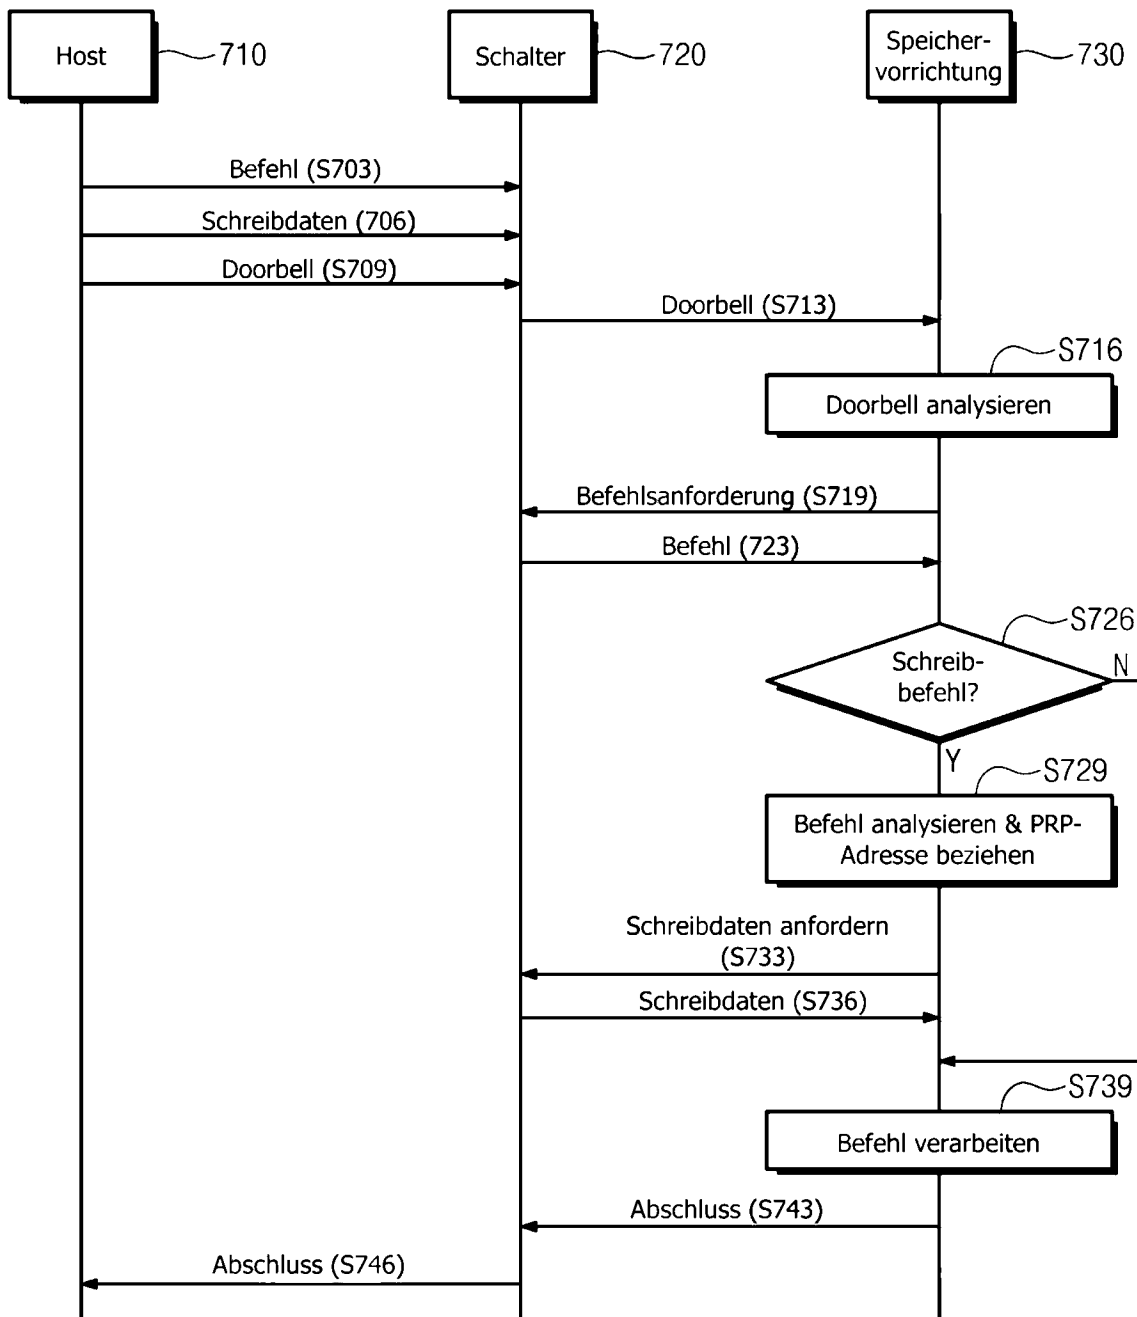 Host
710
Schalter
720
Speicher-
vorrichtung
730
Befehl (S703)
Schreibdaten (706)
Doorbell (S709)
Doorbell (S713)
S716
Doorbell analysieren
Befehlsanforderung (S719)
Befehl (723)
S726
Schreib-
befehl?
N
Y
S729
Befehl analysieren & PRP-
Adresse beziehen
Schreibdaten anfordern
(S733)
Schreibdaten (S736)
S739
Befehl verarbeiten
Abschluss (S743)
Abschluss (S746)